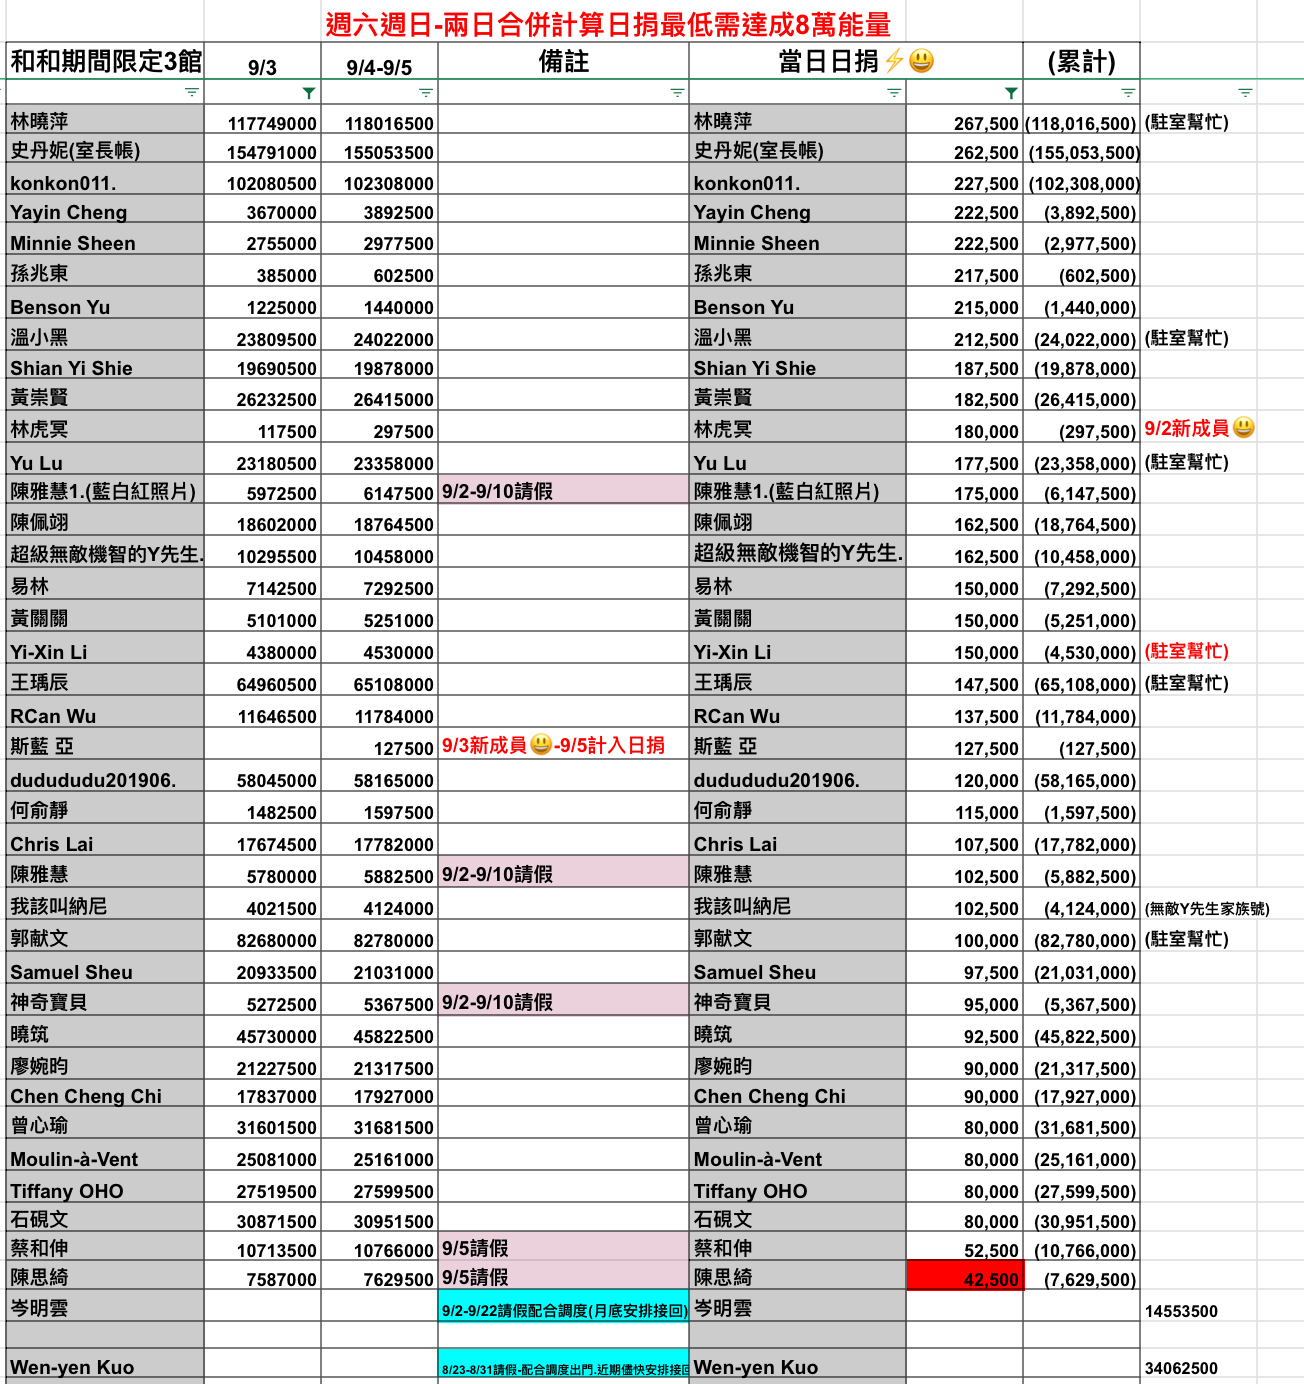 週六週日-兩日合併計算日捐最低需達成8萬能量
和和期間限定3館 9/3 9/4-9/5 備註 當日日捐⚡😃 (累計)
林曉萍 117749000 118016500 林曉萍 267,500 (118,016,500) (駐室幫忙)
史丹妮(室長帳) 154791000 155053500 史丹妮(室長帳) 262,500 (155,053,500)
konkon011. 102080500 102308000 konkon011. 227,500 (102,308,000)
Yayin Cheng 3670000 3892500 Yayin Cheng 222,500 (3,892,500)
Minnie Sheen 2755000 2977500 Minnie Sheen 222,500 (2,977,500)
孫兆東 385000 602500 孫兆東 217,500 (602,500)
Benson Yu 1225000 1440000 Benson Yu 215,000 (1,440,000)
溫小黑 23809500 24022000 溫小黑 212,500 (24,022,000) (駐室幫忙)
Shian Yi Shie 19690500 19878000 Shian Yi Shie 187,500 (19,878,000)
黃崇賢 26232500 26415000 黃崇賢 182,500 (26,415,000)
林虎冥 117500 297500 林虎冥 180,000 (297,500) 9/2新成員😃
Yu Lu 23180500 23358000 Yu Lu 177,500 (23,358,000) (駐室幫忙)
陳雅慧1.(藍白紅照片) 5972500 6147500 9/2-9/10請假 陳雅慧1.(藍白紅照片) 175,000 (6,147,500)
陳佩翊 18602000 18764500 陳佩翊 162,500 (18,764,500)
超級無敵機智的Y先生. 10295500 10458000 超級無敵機智的Y先生. 162,500 (10,458,000)
易林 7142500 7292500 易林 150,000 (7,292,500)
黃關關 5101000 5251000 黃關關 150,000 (5,251,000)
Yi-Xin Li 4380000 4530000 Yi-Xin Li 150,000 (4,530,000) (駐室幫忙)
王瑀辰 64960500 65108000 王瑀辰 147,500 (65,108,000) (駐室幫忙)
RCan Wu 11646500 11784000 RCan Wu 137,500 (11,784,000)
斯藍 亞 127500 9/3新成員😃-9/5計入日捐 斯藍 亞 127,500 (127,500)
dudududu201906. 58045000 58165000 dudududu201906. 120,000 (58,165,000)
何俞靜 1482500 1597500 何俞靜 115,000 (1,597,500)
Chris Lai 17674500 17782000 Chris Lai 107,500 (17,782,000)
陳雅慧 5780000 5882500 9/2-9/10請假 陳雅慧 102,500 (5,882,500)
我該叫納尼 4021500 4124000 我該叫納尼 102,500 (4,124,000) (無敵Y先生家族號)
郭献文 82680000 82780000 郭献文 100,000 (82,780,000) (駐室幫忙)
Samuel Sheu 20933500 21031000 Samuel Sheu 97,500 (21,031,000)
神奇寶貝 5272500 5367500 9/2-9/10請假 神奇寶貝 95,000 (5,367,500)
曉筑 45730000 45822500 曉筑 92,500 (45,822,500)
廖婉昀 21227500 21317500 廖婉昀 90,000 (21,317,500)
Chen Cheng Chi 17837000 17927000 Chen Cheng Chi 90,000 (17,927,000)
曾心瑜 31601500 31681500 曾心瑜 80,000 (31,681,500)
Moulin-à-Vent 25081000 25161000 Moulin-à-Vent 80,000 (25,161,000)
Tiffany OHO 27519500 27599500 Tiffany OHO 80,000 (27,599,500)
石硯文 30871500 30951500 石硯文 80,000 (30,951,500)
蔡和伸 10713500 10766000 9/5請假 蔡和伸 52,500 (10,766,000)
陳思綺 7587000 7629500 9/5請假 陳思綺 42,500 (7,629,500)
岑明雲 9/2-9/22請假配合調度(月底安排接回) 岑明雲 14553500
Wen-yen Kuo 8/23-8/31請假-配合調度出門.近期儘快安排接回 Wen-yen Kuo 34062500